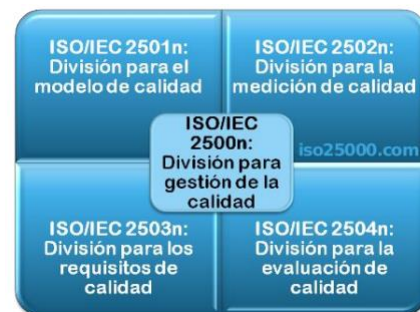 ISO/IEC 2501n:
División para el
modelo de calidad
ISO/IEC 2502n:
División para la
medición de calidad
iso25000.com
ISO/IEC
2500n:
División para
gestión de la
calidad
ISO/IEC 2503n:
División para los
requisitos de
calidad
ISO/IEC 2504n:
División para la
evaluación de
calidad